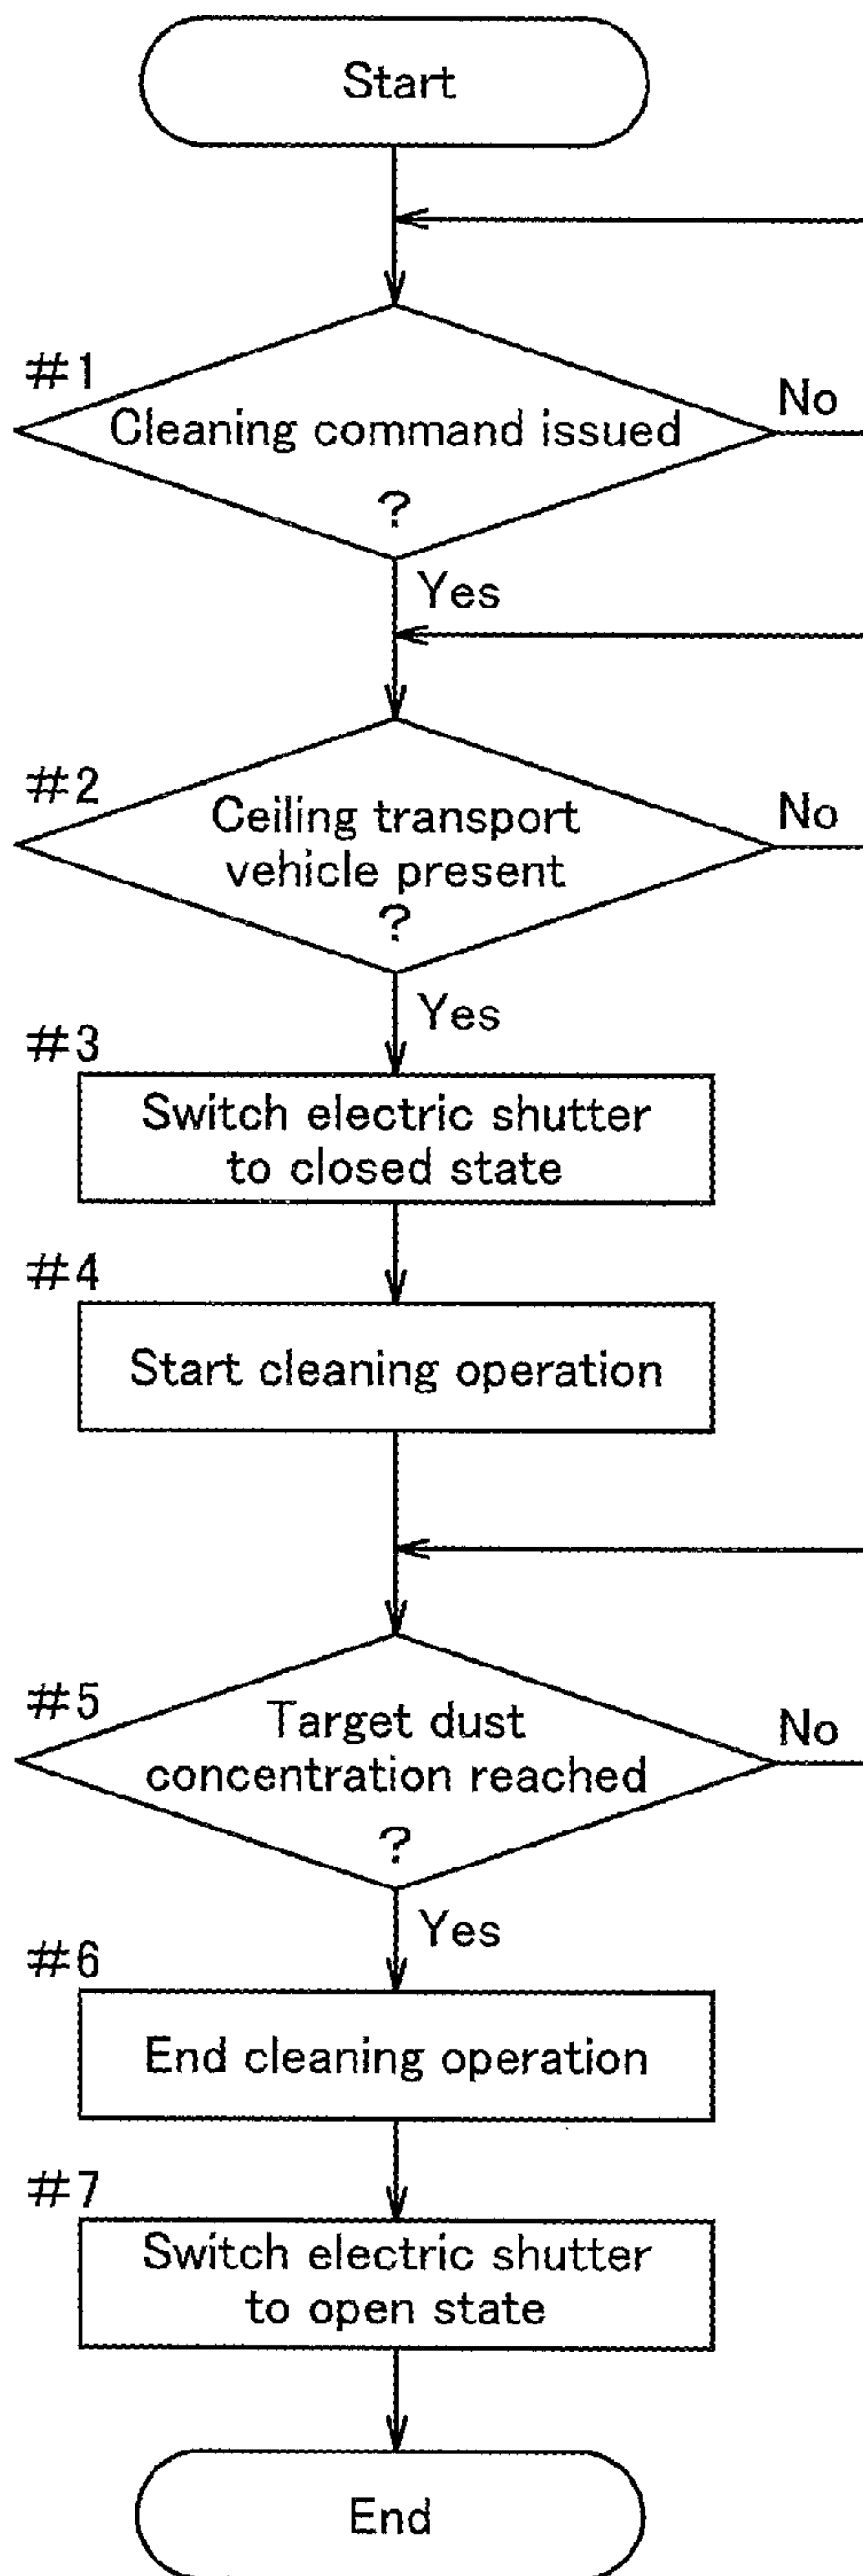 Start
#1
Cleaning command issued
?
No
Yes
#2
Ceiling transport
vehicle present
?
No
Yes
#3
Switch electric shutter
to closed state
#4
Start cleaning operation
#5
Target dust
concentration reached
?
No
Yes
#6
End cleaning operation
#7
Switch electric shutter
to open state
End